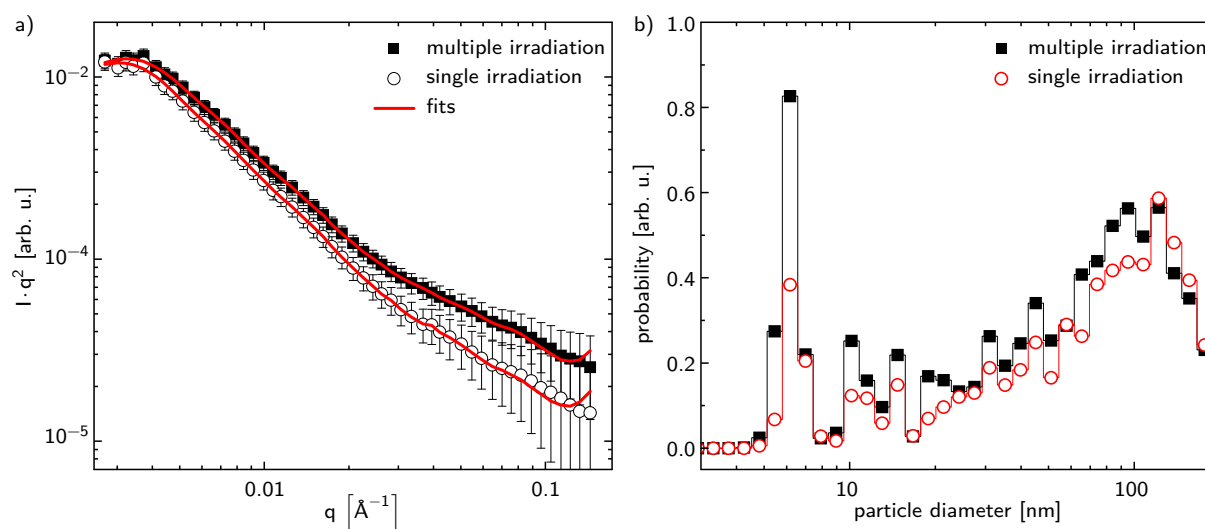 a)
multiple irradiation
single irradiation
fits
10⁻²
10⁻⁴
10⁻⁵
I·q² [arb. u.]
0.01
0.1
q [Å⁻¹]
b)
multiple irradiation
single irradiation
1.0
0.8
0.6
0.4
0.2
0.0
probability [arb. u.]
10
100
particle diameter [nm]